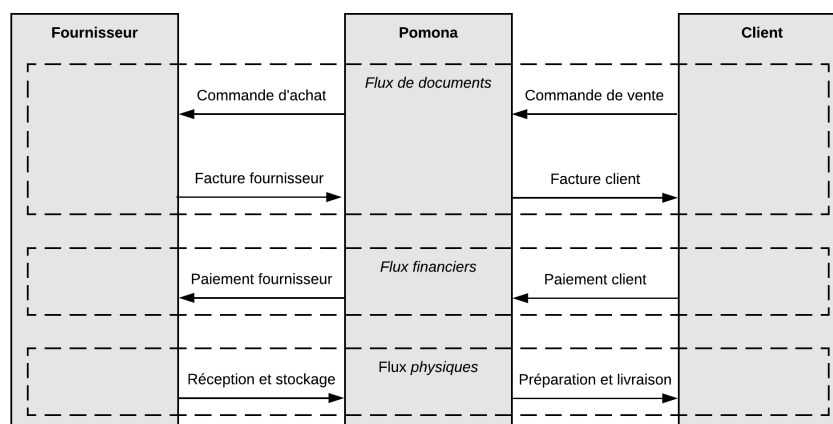 Fournisseur Pomona Client
Flux de documents
Commande d'achat Commande de vente
Facture fournisseur Facture client
Flux financiers
Paiement fournisseur Paiement client
Flux physiques
Réception et stockage Préparation et livraison